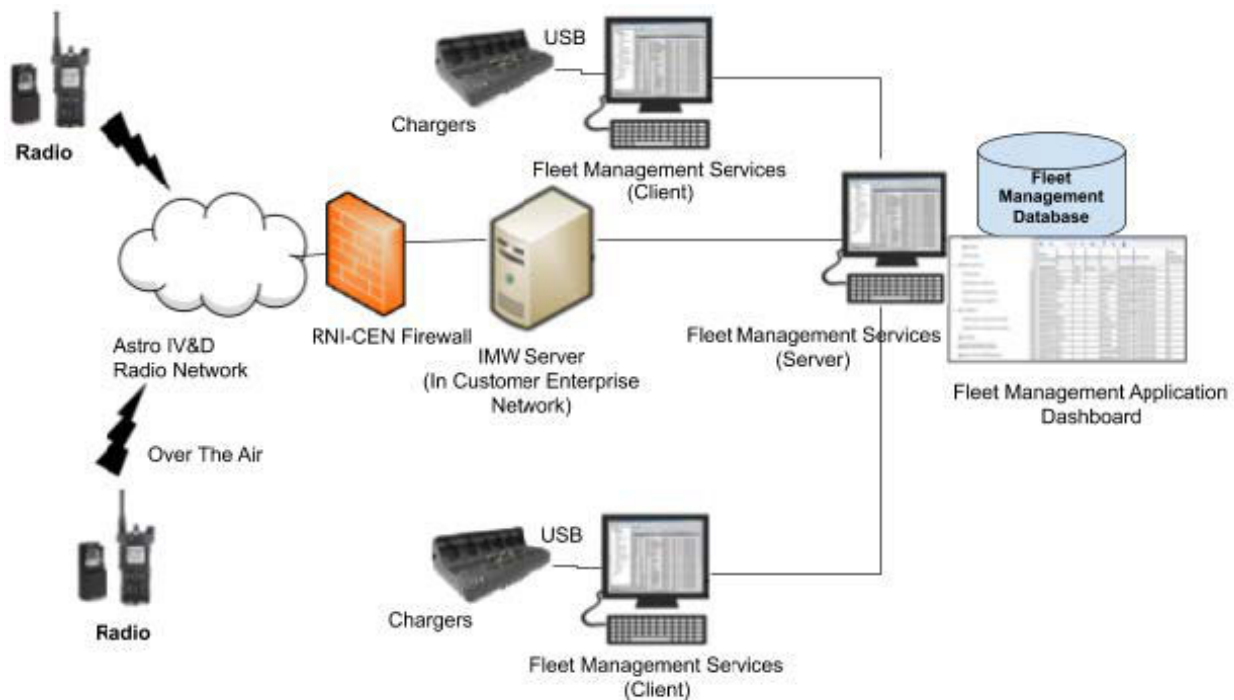 USB
Chargers
Radio
Fleet Management Services
(Client)
Fleet
Management
Database
RNI-CEN Firewall
Astro IV&D
Radio Network
IMW Server
(In Customer Enterprise
Network)
Fleet Management Services
(Server)
Fleet Management Application
Dashboard
Over The Air
USB
Chargers
Radio
Fleet Management Services
(Client)